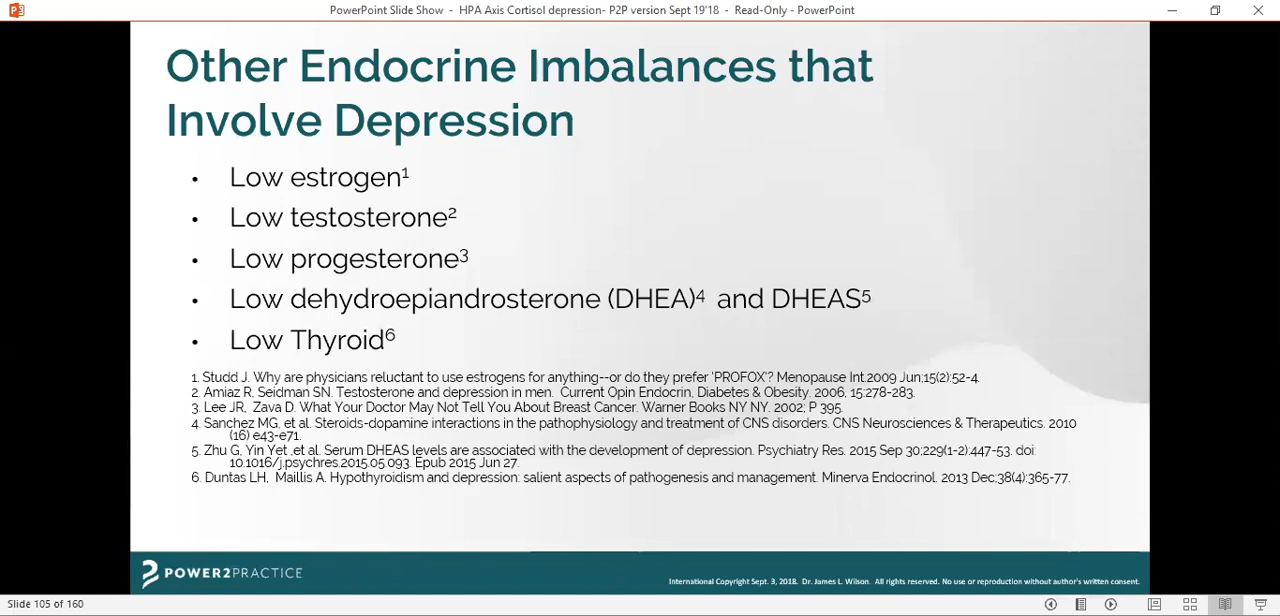 PowerPoint Slide Show - HPA Axis Cortisol depression- P2P version Sept 19'18 - Read-Only - PowerPoint
Other Endocrine Imbalances that
Involve Depression
• Low estrogen1
• Low testosterone2
• Low progesterone3
• Low dehydroepiandrosterone (DHEA)4 and DHEAS5
• Low Thyroid6
1. Studd J. Why are physicians reluctant to use estrogens for anything--or do they prefer 'PROFOX'? Menopause Int.2009 Jun;15(2):52-4.
2. Amiaz R, Seidman SN. Testosterone and depression in men. Current Opin Endocrin, Diabetes & Obesity. 2006. 15:278-283.
3. Lee JR, Zava D. What Your Doctor May Not Tell You About Breast Cancer. Warner Books NY NY. 2002; P 395.
4. Sanchez MG, et al. Steroids-dopamine interactions in the pathophysiology and treatment of CNS disorders. CNS Neurosciences & Therapeutics. 2010
(16) e43-e71.
5. Zhu G, Yin Yet ,et al. Serum DHEAS levels are associated with the development of depression. Psychiatry Res. 2015 Sep 30;229(1-2):447-53. doi:
10.1016/j.psychres.2015.05.093. Epub 2015 Jun 27.
6. Duntas LH, Maillis A. Hypothyroidism and depression: salient aspects of pathogenesis and management. Minerva Endocrinol. 2013 Dec;38(4):365-77.
POWER2PRACTICE
International Copyright Sept. 3, 2018. Dr. James L. Wilson. All rights reserved. No use or reproduction without author's written consent.
Slide 105 of 160